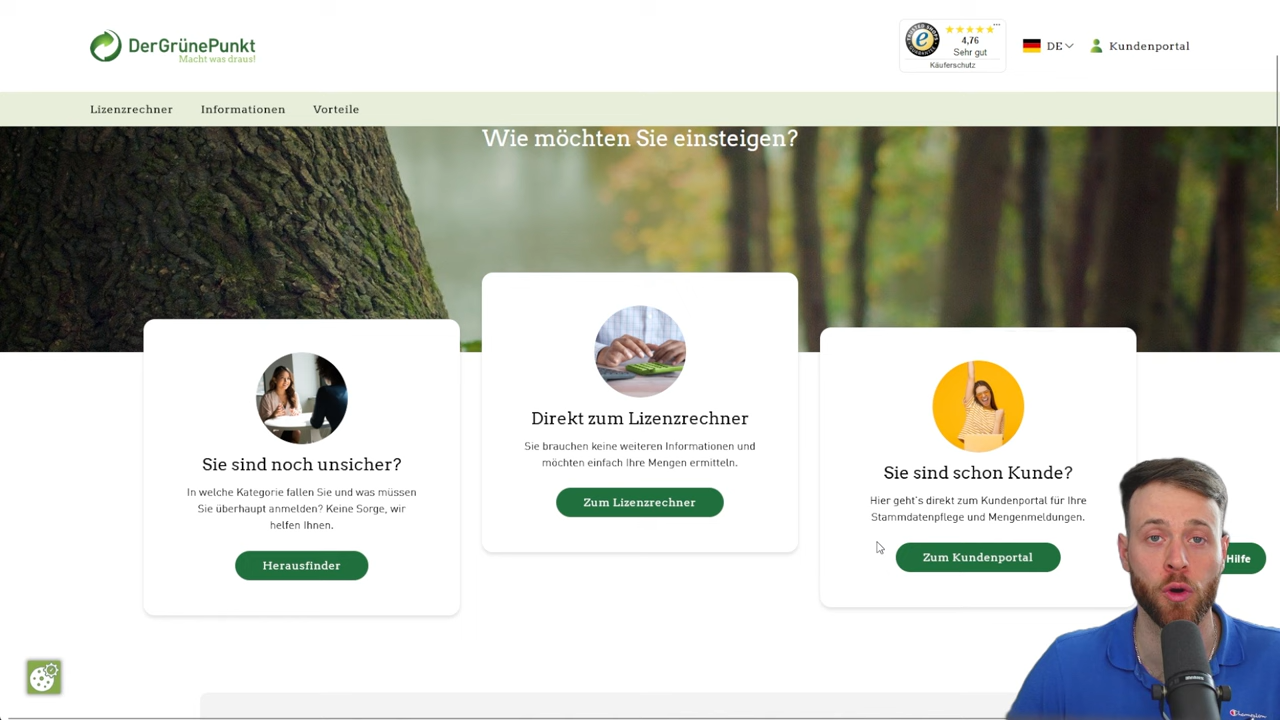 DerGrünePunkt
Macht was draus!
4,76
Sehr gut
Käuferschutz
DE
Kundenportal
Lizenzrechner
Informationen
Vorteile
Wie möchten Sie einsteigen?
Sie sind noch unsicher?
In welche Kategorie fallen Sie und was müssen
Sie überhaupt anmelden? Keine Sorge, wir
helfen Ihnen.
Herausfinder
Direkt zum Lizenzrechner
Sie brauchen keine weiteren Informationen und
möchten einfach Ihre Mengen ermitteln.
Zum Lizenzrechner
Sie sind schon Kunde?
Hier geht's direkt zum Kundenportal für Ihre
Stammdatenpflege und Mengenmeldungen.
Zum Kundenportal
Hilfe
Champion